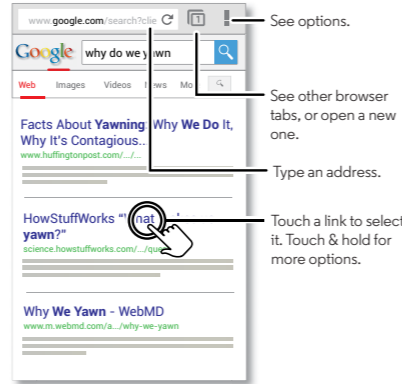 www.google.com/search?clie
1
See options.
Google
why do we yawn
Web
Images
Videos
News
Mo
See other browser
tabs, or open a new
one.
Facts About Yawning: Why We Do It,
Why It's Contagious...
www.huffingtonpost.com/.../...
Type an address.
HowStuffWorks "What
yawn?"
science.howstuffworks.com/.../
Touch a link to select
it. Touch & hold for
more options.
Why We Yawn - WebMD
www.m.webmd.com/a.../why-we-yawn